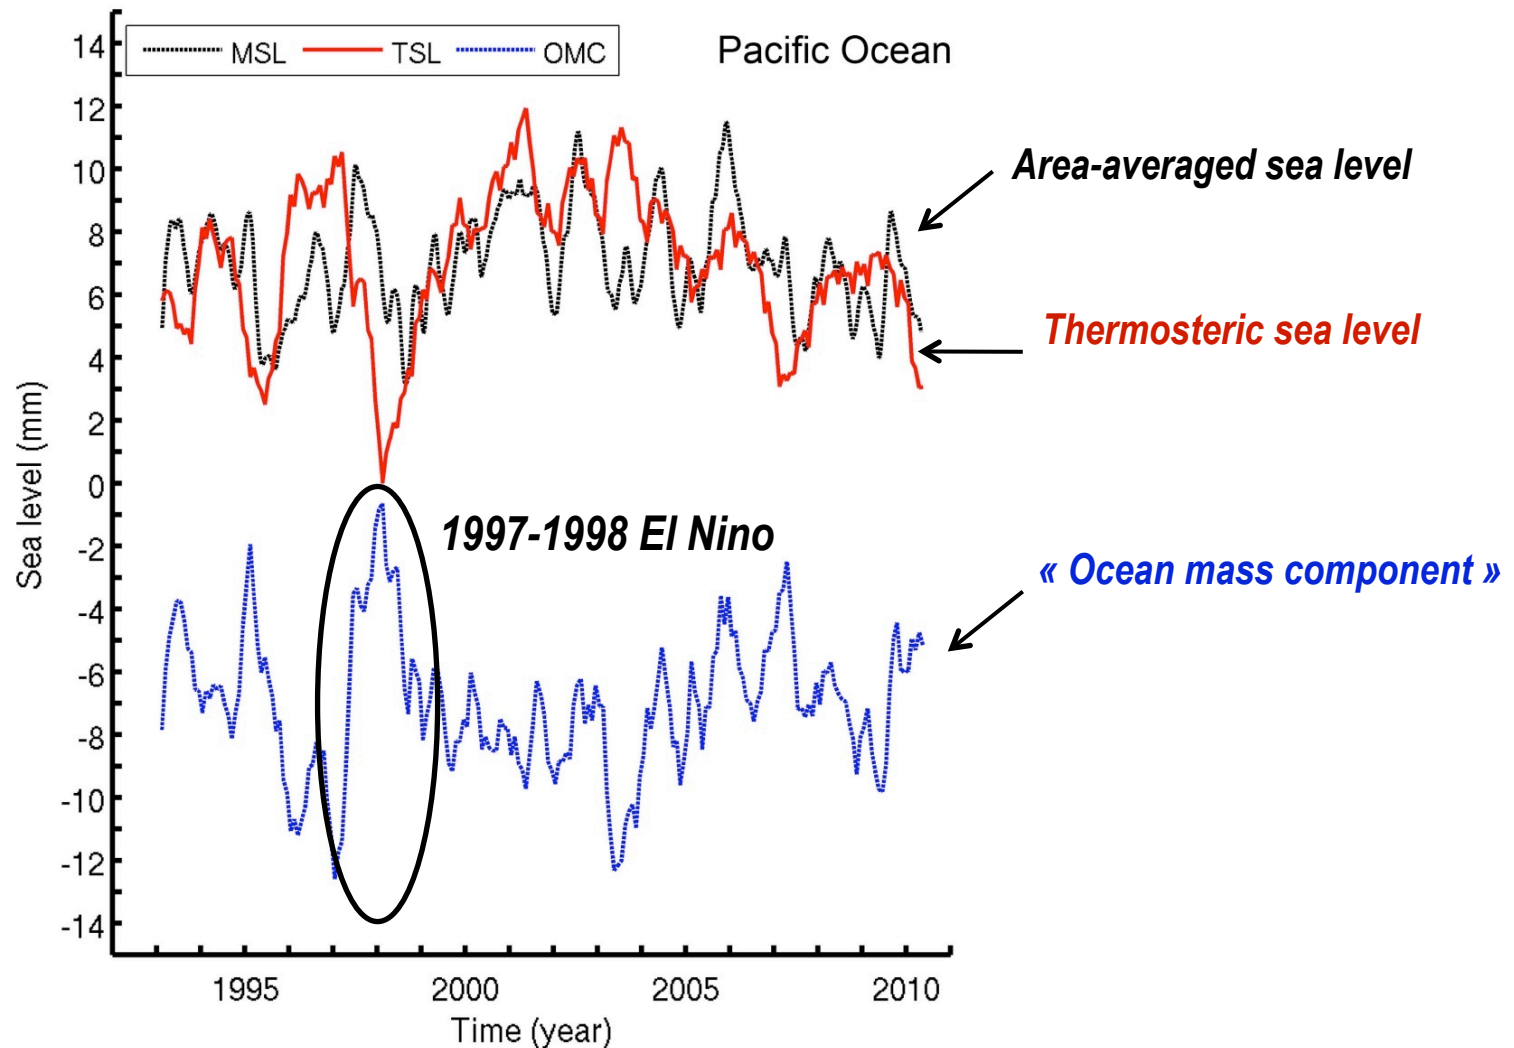 MSL TSL OMC
Pacific Ocean
14
12
10
8
6
4
2
0
-2
-4
-6
-8
-10
-12
-14
Sea level (mm)
Area-averaged sea level
Thermosteric sea level
1997-1998 El Nino
« Ocean mass component »
1995 2000 2005 2010
Time (year)